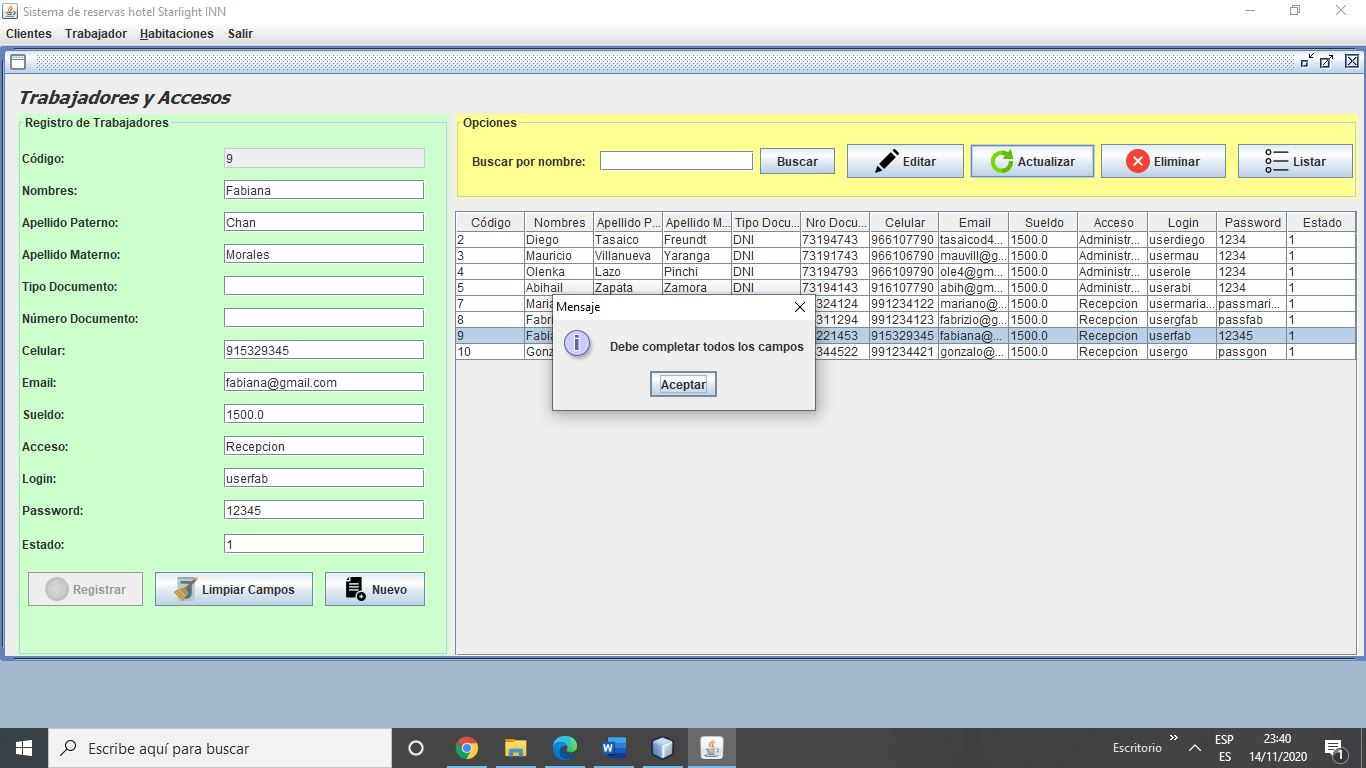 Sistema de reservas hotel Starlight INN
Clientes Trabajador Habitaciones Salir
Trabajadores y Accesos
Registro de Trabajadores
Código: 9
Nombres: Fabiana
Apellido Paterno: Chan
Apellido Materno: Morales
Tipo Documento:
Número Documento:
Celular: 915329345
Email: fabiana@gmail.com
Sueldo: 1500.0
Acceso: Recepcion
Login: userfab
Password: 12345
Estado: 1
Registrar Limpiar Campos Nuevo
Opciones
Buscar por nombre: Buscar Editar Actualizar Eliminar Listar
Código Nombres Apellido P... Apellido M... Tipo Docu... Nro Docu... Celular Email Sueldo Acceso Login Password Estado
2 Diego Tasaico Freundt DNI 73194743 966107790 tasaicod4... 1500.0 Administr... userdiego 1234 1
3 Mauricio Villanueva Yaranga DNI 73191743 966106790 mauvill@g... 1500.0 Administr... usermau 1234 1
4 Olenka Lazo Pinchi DNI 73194793 966109790 ole4@gm... 1500.0 Administr... userole 1234 1
5 Abihail Zapata Zamora DNI 73194143 916107190 abih@gm... 1500.0 Administr... userabi 1234 1
7 Maria 324124 991234122 mariano@... 1500.0 Recepcion usermaria... passmari... 1
8 Fabri 311294 991234123 fabrizio@g... 1500.0 Recepcion usergfab passfab 1
9 Fabia 221453 915329345 fabiana@... 1500.0 Recepcion userfab 12345 1
10 Gonz 344522 991234421 gonzalo@... 1500.0 Recepcion usergo passgon 1
Mensaje
Debe completar todos los campos
Aceptar
Escribe aquí para buscar
Escritorio
ESP
ES
23:40
14/11/2020
1